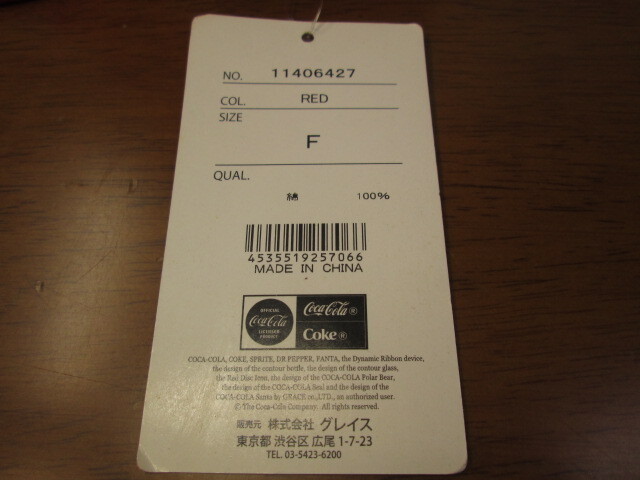 NO. 11406427
COL. RED
SIZE
F
QUAL.
綿 100%
4535519257066
MADE IN CHINA
OFFICIAL
Coca-Cola
LICENSED
PRODUCT
Coca-Cola®
Coke®
COCA-COLA, COKE, SPRITE, DR PEPPER, FANTA, the Dynamic Ribbon device,
the design of the contour bottle, the design of the contour glass,
the Red Disc Icon, the design of the COCA-COLA Polar Bear,
the design of the COCA-COLA Seal and the design of the
COCA-COLA Santa by GRACE co.,LTD., an authorized user.
© The Coca-Cola Company. All rights reserved.
販売元 株式会社 グレイス
東京都 渋谷区 広尾 1-7-23
TEL. 03-5423-6200